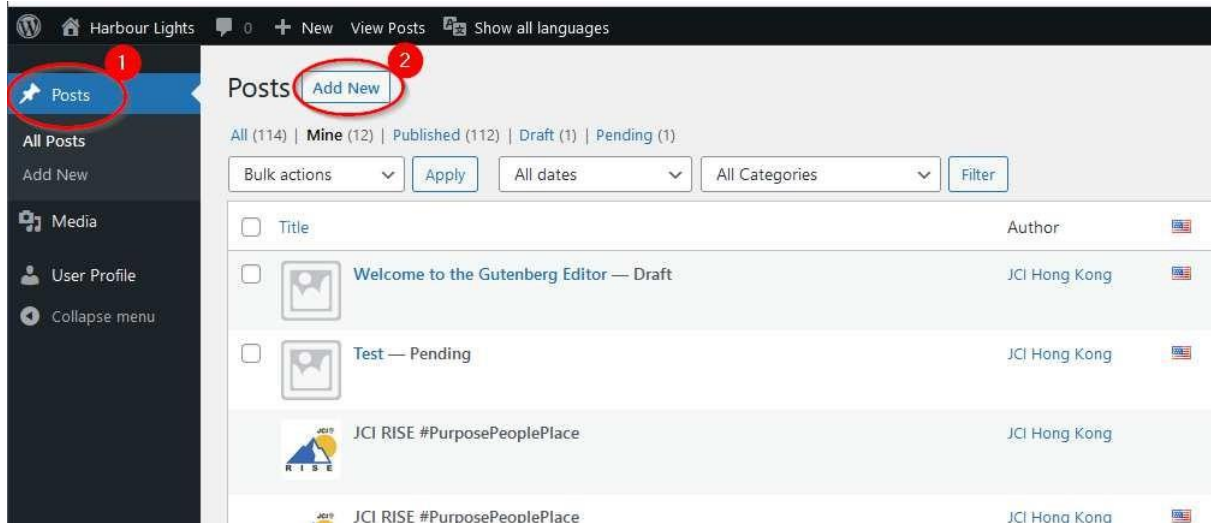 Harbour Lights 0 + New View Posts Show all languages
1
2
Posts
Posts Add New
All Posts
Add New
Media
User Profile
Collapse menu
All (114) | Mine (12) | Published (112) | Draft (1) | Pending (1)
Bulk actions Apply All dates All Categories Filter
Title Author
Welcome to the Gutenberg Editor — Draft JCI Hong Kong
Test — Pending JCI Hong Kong
JCI RISE #PurposePeoplePlace JCI Hong Kong
JCI
RISE
JCI RISE #PurposePeoplePlace JCI Hong Kong
JCI